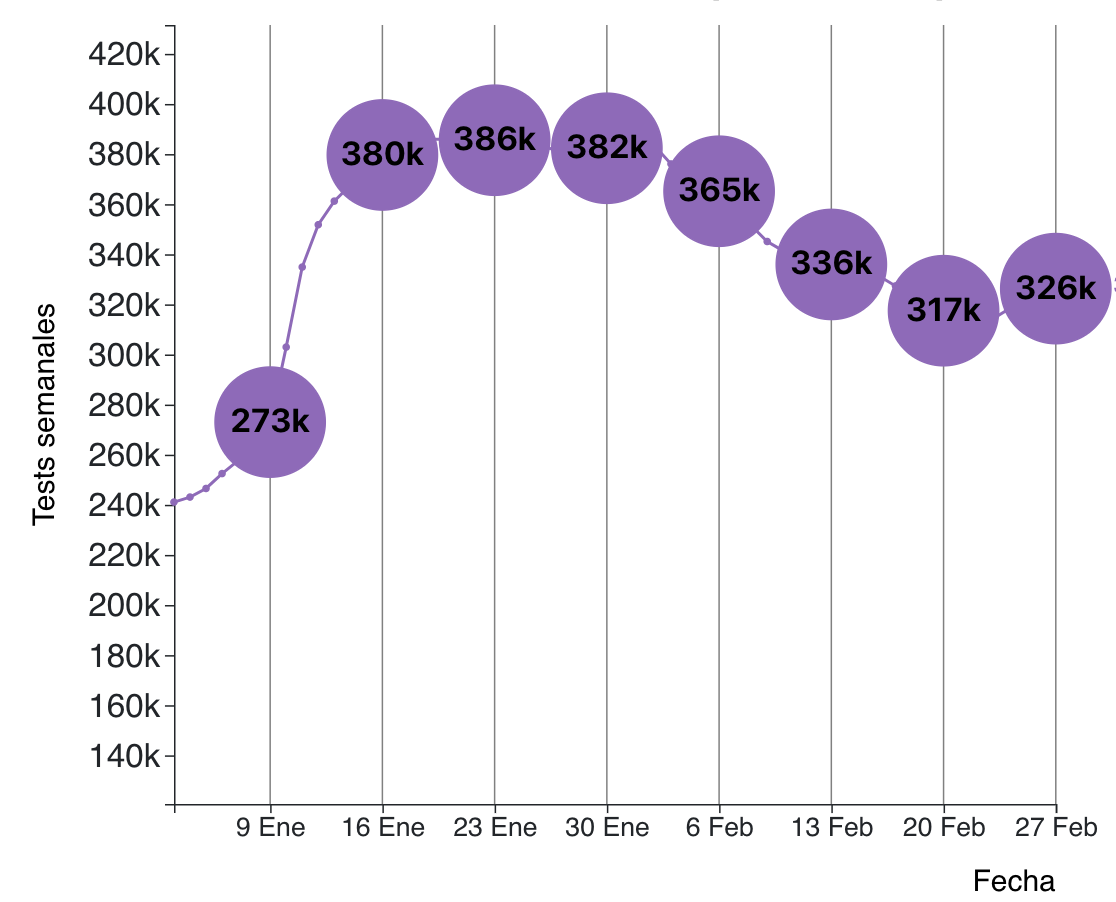 420k
400k
380k
360k
340k
320k
300k
280k
260k
240k
220k
200k
180k
160k
140k
Tests semanales
273k
380k
386k
382k
365k
336k
317k
326k
9 Ene
16 Ene
23 Ene
30 Ene
6 Feb
13 Feb
20 Feb
27 Feb
Fecha